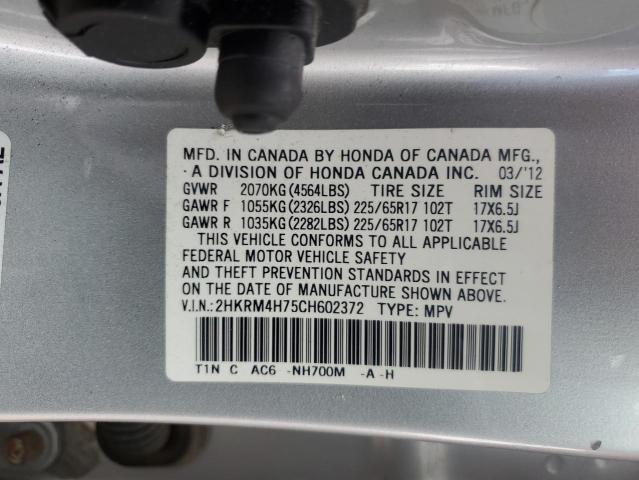 MFD. IN CANADA BY HONDA OF CANADA MFG.,
A DIVISION OF HONDA CANADA INC. 03/'12
GVWR 2070KG(4564LBS) TIRE SIZE RIM SIZE
GAWR F 1055KG(2326LBS) 225/65R17 102T 17X6.5J
GAWR R 1035KG(2282LBS) 225/65R17 102T 17X6.5J
THIS VEHICLE CONFORMS TO ALL APPLICABLE
FEDERAL MOTOR VEHICLE SAFETY
AND THEFT PREVENTION STANDARDS IN EFFECT
ON THE DATE OF MANUFACTURE SHOWN ABOVE.
V.I.N.:2HKRM4H75CH602372 TYPE: MPV
T1N C AC6 -NH700M -A -H